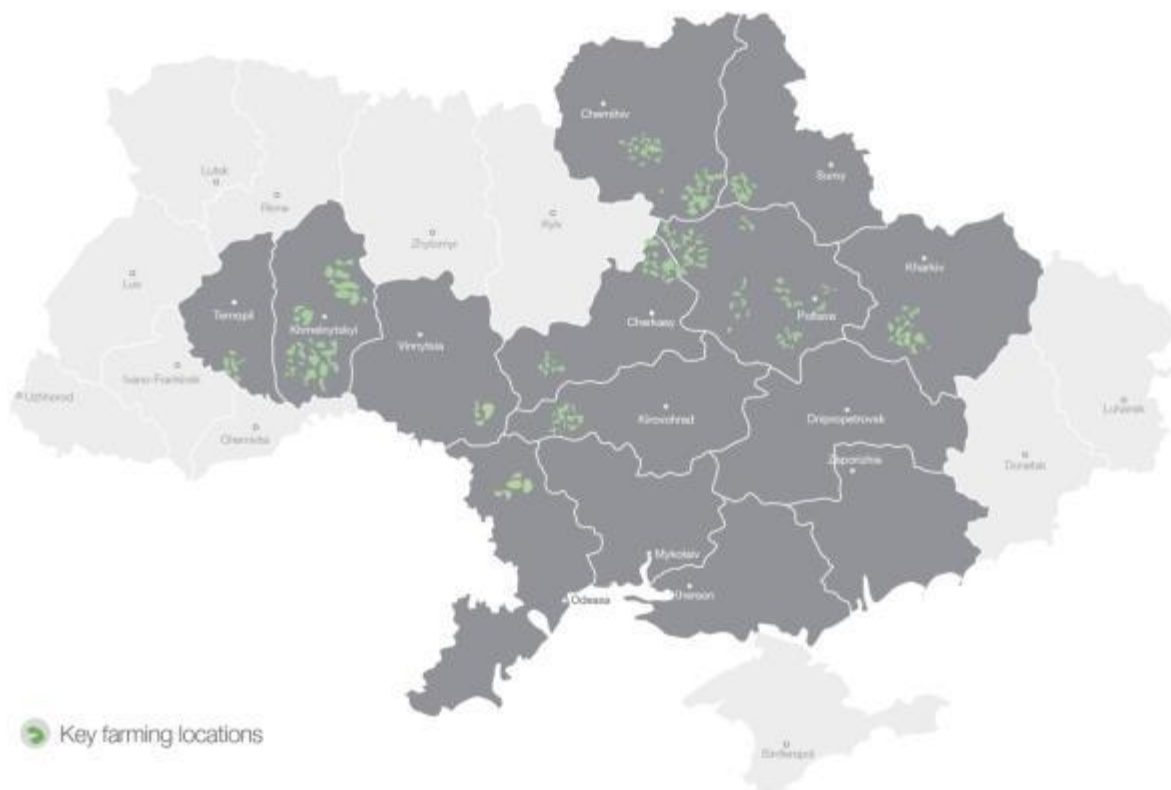 Chernihiv
Sumy
Lutsk
Rivne
Kyiv
Zhytomyr
Lviv
Kharkiv
Ternopil
Khmelnytskyi
Cherkasy
Poltava
Vinnytsia
Ivano-Frankivsk
Uzhhorod
Kirovohrad
Dnipropetrovsk
Luhansk
Chernivtsi
Donetsk
Zaporizhia
Mykolaiv
Kherson
Odessa
Key farming locations
Simferopol